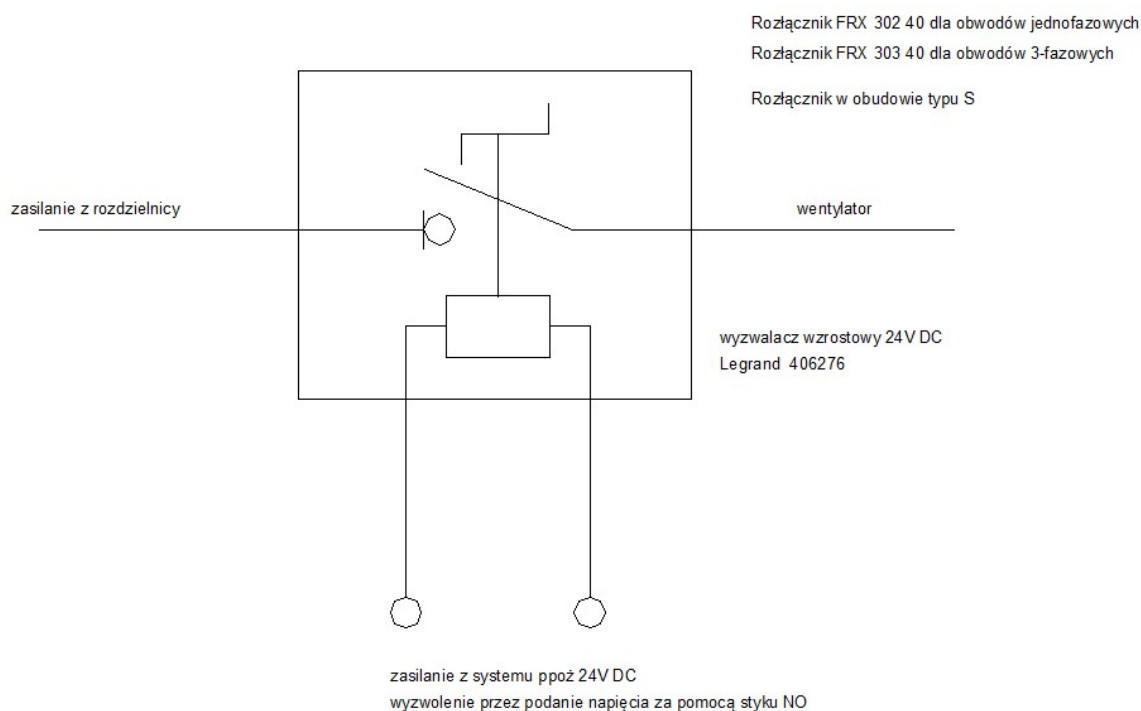 Rozłącznik FRX 302 40 dla obwodów jednofazowych
Rozłącznik FRX 303 40 dla obwodów 3-fazowych
Rozłącznik w obudowie typu S
zasilanie z rozdzielnicy
wentylator
wyzwalacz wzrostowy 24V DC
Legrand 406276
zasilanie z systemu ppoż 24V DC
wyzwolenie przez podanie napięcia za pomocą styku NO